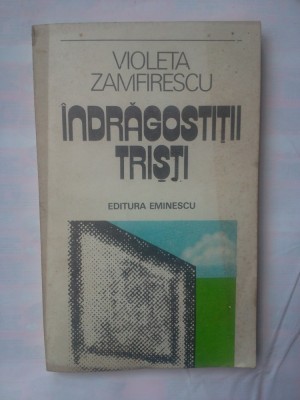 VIOLETA
ZAMFIRESCU
ÎNDRĂGOSTIȚII
TRIȘTI
EDITURA EMINESCU